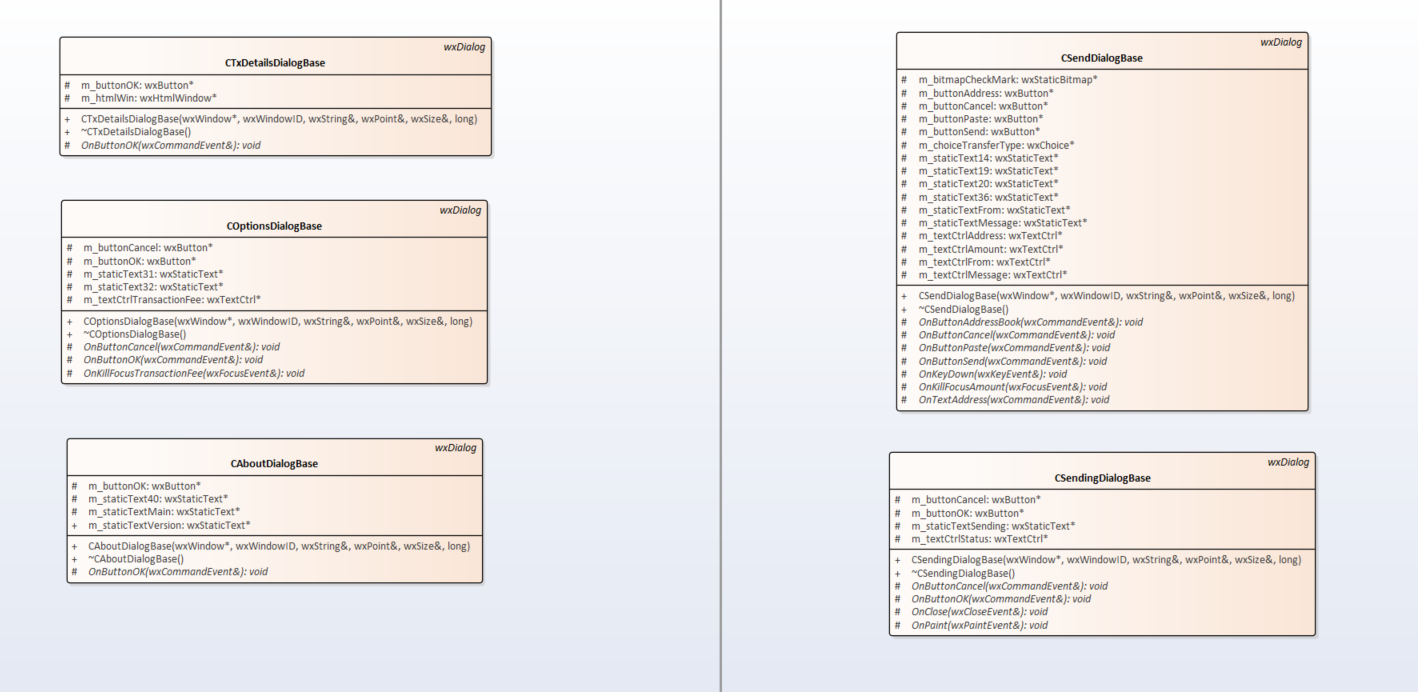 wxDialog
CTxDetailsDialogBase
# m_buttonOK: wxButton*
# m_htmlWin: wxHtmlWindow*
+ CTxDetailsDialogBase(wxWindow*, wxWindowID, wxString&, wxPoint&, wxSize&, long)
+ ~CTxDetailsDialogBase()
# OnButtonOK(wxCommandEvent&): void
wxDialog
COptionsDialogBase
# m_buttonCancel: wxButton*
# m_buttonOK: wxButton*
# m_staticText31: wxStaticText*
# m_staticText32: wxStaticText*
# m_textCtrlTransactionFee: wxTextCtrl*
+ COptionsDialogBase(wxWindow*, wxWindowID, wxString&, wxPoint&, wxSize&, long)
+ ~COptionsDialogBase()
# OnButtonCancel(wxCommandEvent&): void
# OnButtonOK(wxCommandEvent&): void
# OnKillFocusTransactionFee(wxFocusEvent&): void
wxDialog
CAboutDialogBase
# m_buttonOK: wxButton*
# m_staticText40: wxStaticText*
# m_staticTextMain: wxStaticText*
+ m_staticTextVersion: wxStaticText*
+ CAboutDialogBase(wxWindow*, wxWindowID, wxString&, wxPoint&, wxSize&, long)
+ ~CAboutDialogBase()
# OnButtonOK(wxCommandEvent&): void
wxDialog
CSendDialogBase
# m_bitmapCheckMark: wxStaticBitmap*
# m_buttonAddress: wxButton*
# m_buttonCancel: wxButton*
# m_buttonPaste: wxButton*
# m_buttonSend: wxButton*
# m_choiceTransferType: wxChoice*
# m_staticText14: wxStaticText*
# m_staticText19: wxStaticText*
# m_staticText20: wxStaticText*
# m_staticText36: wxStaticText*
# m_staticTextFrom: wxStaticText*
# m_staticTextMessage: wxStaticText*
# m_textCtrlAddress: wxTextCtrl*
# m_textCtrlAmount: wxTextCtrl*
# m_textCtrlFrom: wxTextCtrl*
# m_textCtrlMessage: wxTextCtrl*
+ CSendDialogBase(wxWindow*, wxWindowID, wxString&, wxPoint&, wxSize&, long)
+ ~CSendDialogBase()
# OnButtonAddressBook(wxCommandEvent&): void
# OnButtonCancel(wxCommandEvent&): void
# OnButtonPaste(wxCommandEvent&): void
# OnButtonSend(wxCommandEvent&): void
# OnKeyDown(wxKeyEvent&): void
# OnKillFocusAmount(wxFocusEvent&): void
# OnTextAddress(wxCommandEvent&): void
wxDialog
CSendingDialogBase
# m_buttonCancel: wxButton*
# m_buttonOK: wxButton*
# m_staticTextSending: wxStaticText*
# m_textCtrlStatus: wxTextCtrl*
+ CSendingDialogBase(wxWindow*, wxWindowID, wxString&, wxPoint&, wxSize&, long)
+ ~CSendingDialogBase()
# OnButtonCancel(wxCommandEvent&): void
# OnButtonOK(wxCommandEvent&): void
# OnClose(wxCloseEvent&): void
# OnPaint(wxPaintEvent&): void